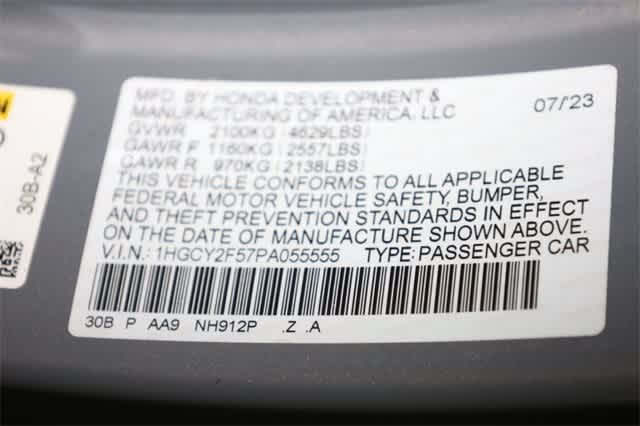 MFD. BY HONDA DEVELOPMENT &
MANUFACTURING OF AMERICA, LLC
07/23
GVWR 2100KG (4629LBS)
GAWR F 1160KG (2557LBS)
GAWR R 970KG (2138LBS)
THIS VEHICLE CONFORMS TO ALL APPLICABLE
FEDERAL MOTOR VEHICLE SAFETY, BUMPER,
AND THEFT PREVENTION STANDARDS IN EFFECT
ON THE DATE OF MANUFACTURE SHOWN ABOVE.
V.I.N.: 1HGCY2F57PA055555 TYPE: PASSENGER CAR
30B P AA9 NH912P .Z .A
30B-A2